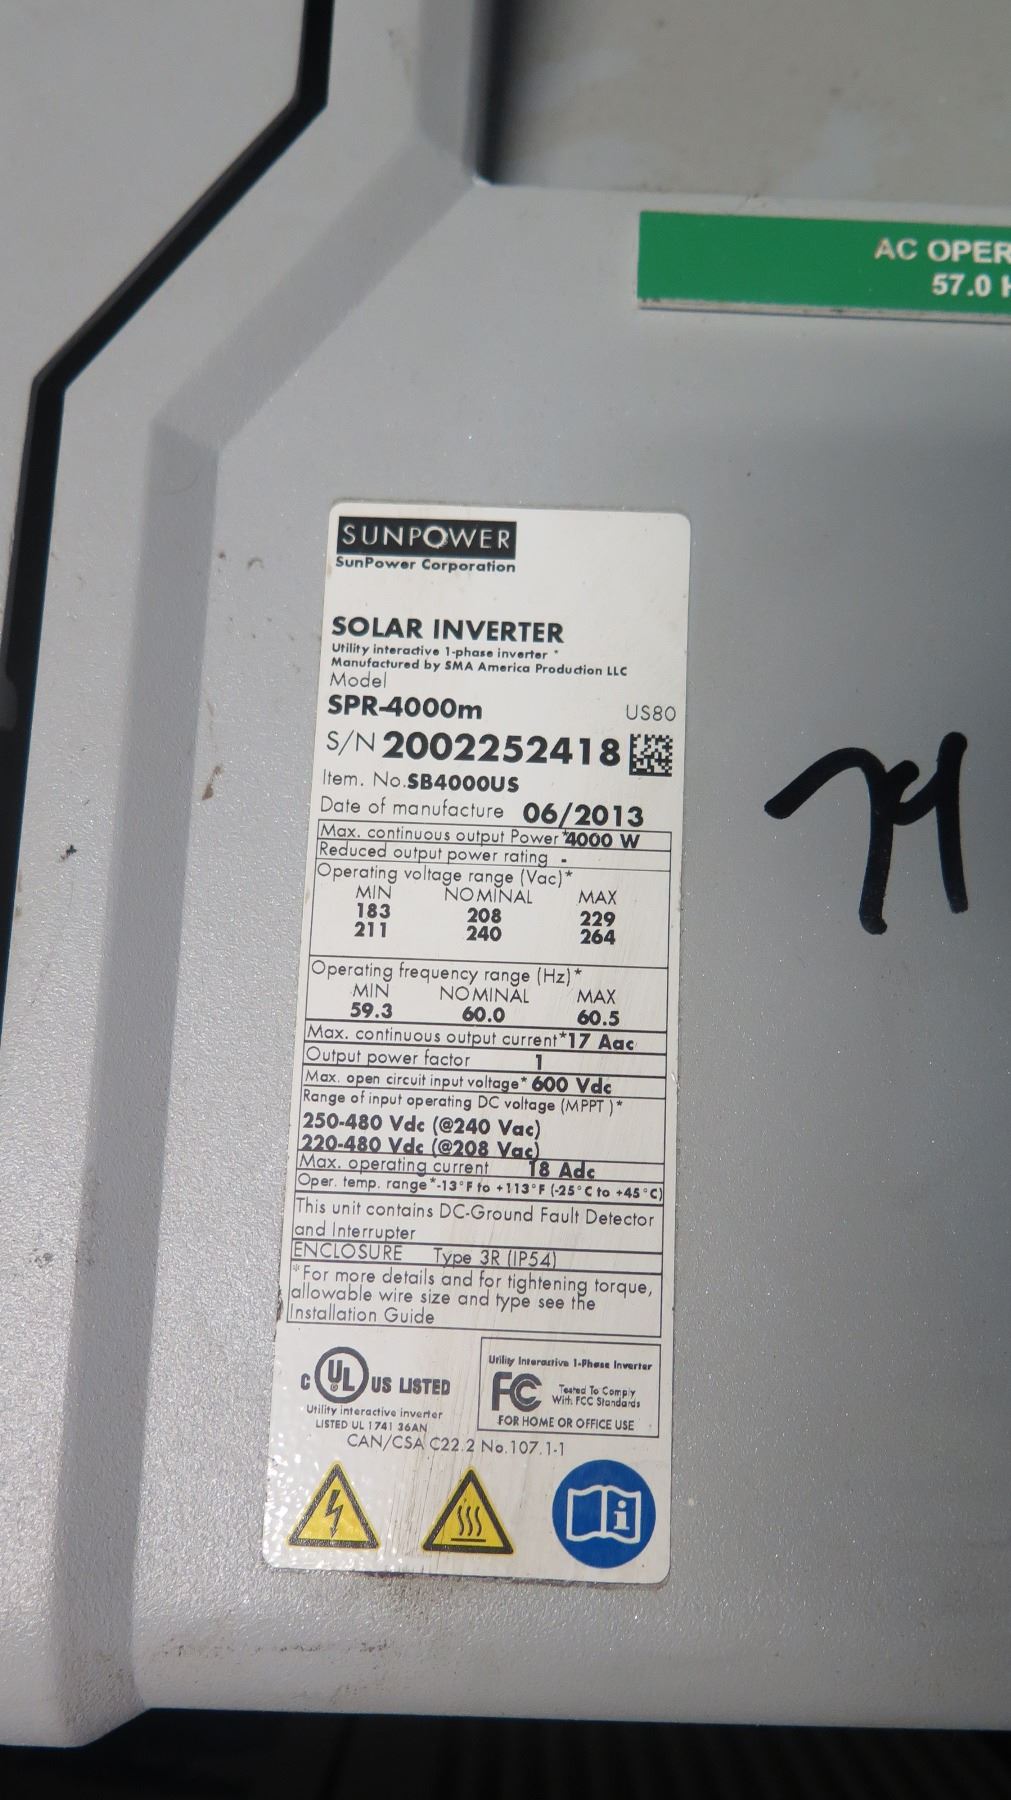 AC OPER
57.0 H
SUNPOWER
SunPower Corporation
SOLAR INVERTER
Utility interactive 1-phase inverter *
Manufactured by SMA America Production LLC
Model
SPR-4000m US80
S/N 2002252418
Item. No.SB4000US
Date of manufacture 06/2013
Max. continuous output Power*4000 W
Reduced output power rating -
Operating voltage range (Vac)*
MIN NOMINAL MAX
183 208 229
211 240 264
Operating frequency range (Hz)*
MIN NOMINAL MAX
59.3 60.0 60.5
Max. continuous output current*17 Aac
Output power factor 1
Max. open circuit input voltage* 600 Vdc
Range of input operating DC voltage (MPPT )*
250-480 Vdc (@240 Vac)
220-480 Vdc (@208 Vac)
Max. operating current 18 Adc
Oper. temp. range*-13°F to +113°F (-25°C to +45°C)
This unit contains DC-Ground Fault Detector
and Interrupter
ENCLOSURE Type 3R (IP54)
*For more details and for tightening torque,
allowable wire size and type see the
Installation Guide
C UL US LISTED
Utility interactive inverter
LISTED UL 1741 36AN
Utility Interactive 1-Phase Inverter
FC Tested To Comply
With FCC Standards
FOR HOME OR OFFICE USE
CAN/CSA C22.2 No.107.1-1